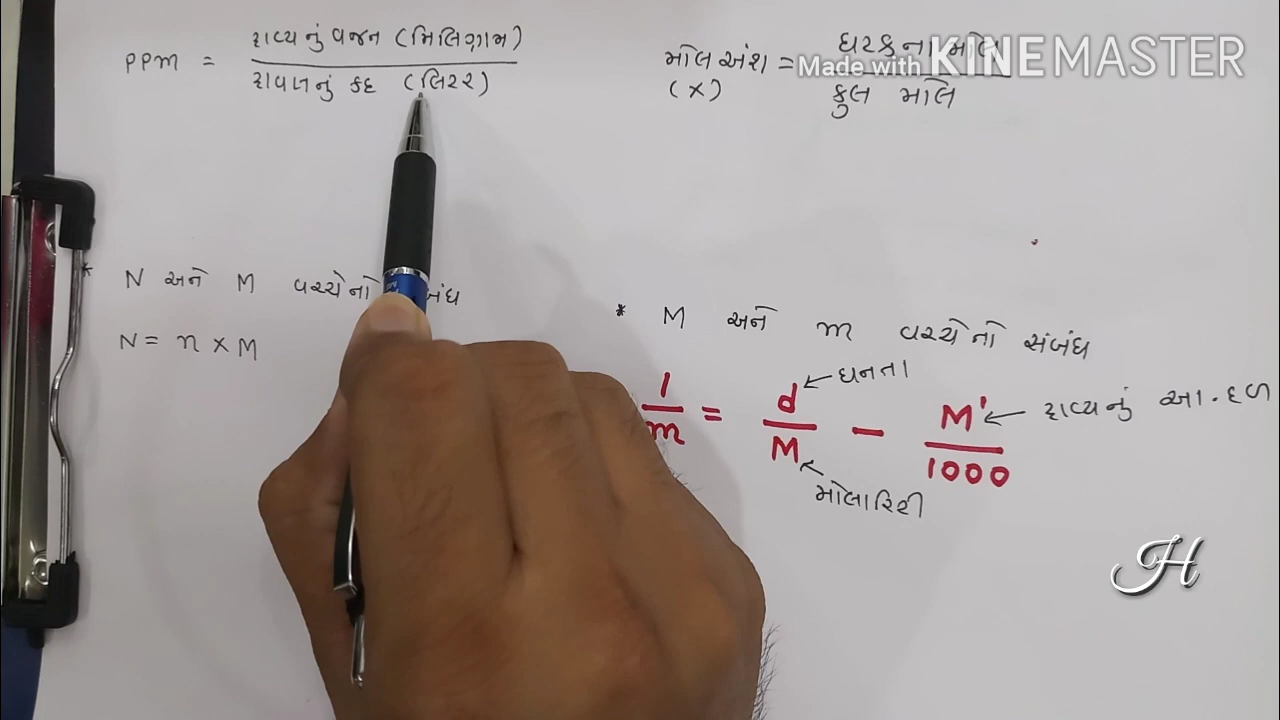 PPM = દ્રાવ્યનું વજન (મિલિગ્રામ)
દ્રાવણનું કદ (લિટર)
મોલ અંશ = ઘટકના મોલ
(x) કુલ મોલ
Made with KINEMASTER
* N અને M વચ્ચેનો સંબંધ
N = n × M
* M અને m વચ્ચેનો સંબંધ
1/m = d/M − M'/1000
ઘનતા
દ્રાવ્યનું આ.દળ
મોલારિટી
H